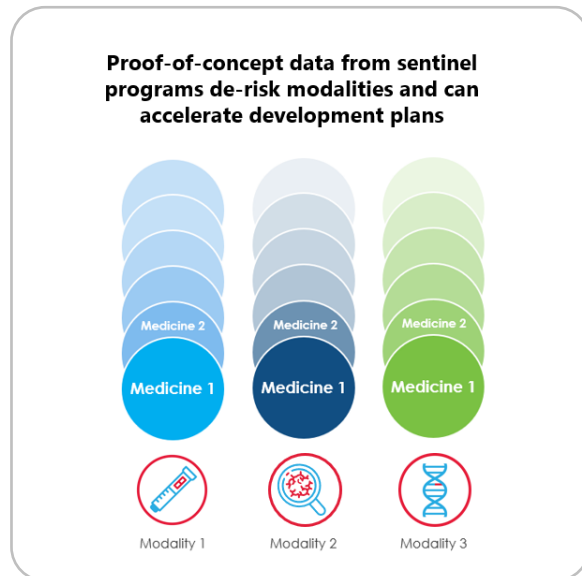 Proof-of-concept data from sentinel
programs de-risk modalities and can
accelerate development plans
Medicine 2
Medicine 2
Medicine 2
Medicine 1
Medicine 1
Medicine 1
Modality 1
Modality 2
Modality 3